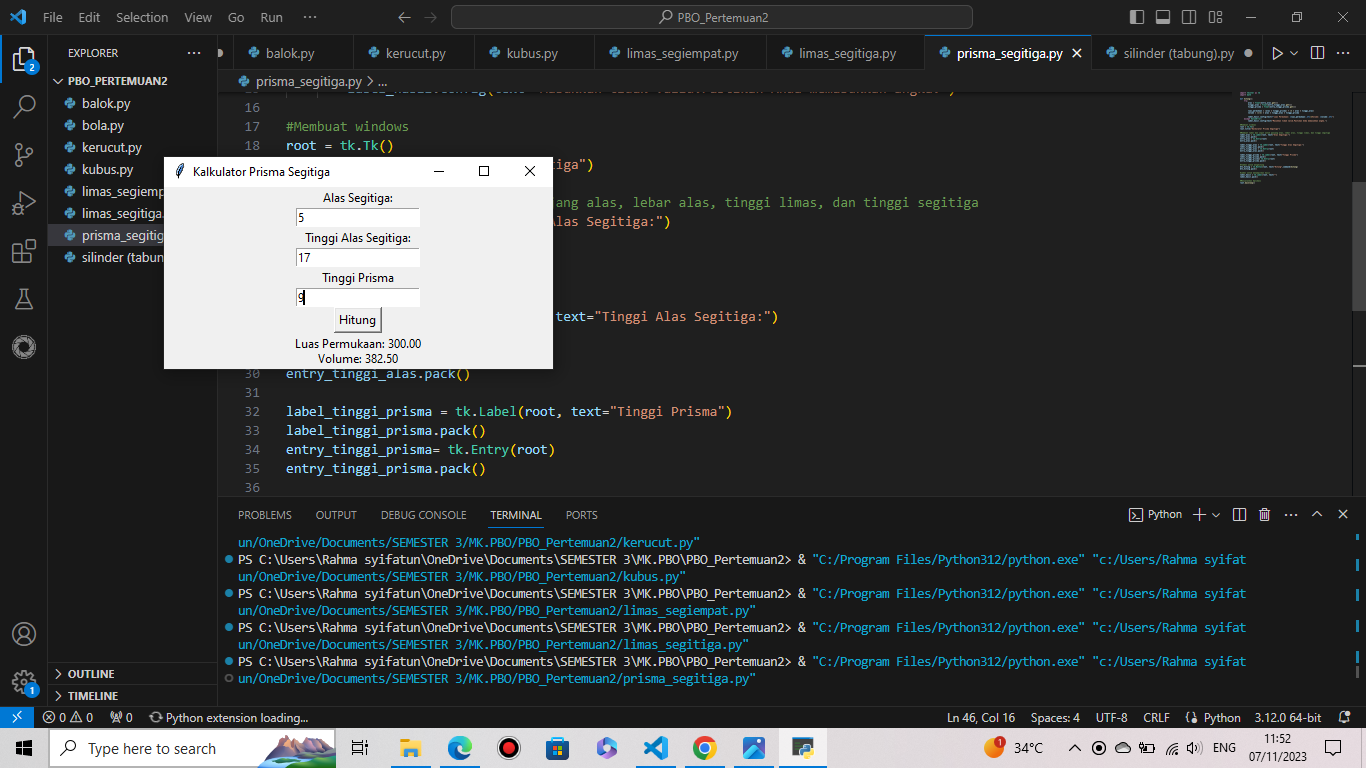 File Edit Selection View Go Run ··· PBO_Pertemuan2
EXPLORER ···
balok.py kerucut.py kubus.py limas_segiempat.py limas_segitiga.py prisma_segitiga.py silinder (tabung).py
prisma_segitiga.py > ...
PBO_PERTEMUAN2
balok.py
bola.py
kerucut.py
kubus.py
limas_segiemp
limas_segitiga.
prisma_segitig
silinder (tabun
2
16
17 #Membuat windows
18 root = tk.Tk()
tiga")
ang alas, lebar alas, tinggi limas, dan tinggi segitiga
Alas Segitiga:")
text="Tinggi Alas Segitiga:")
30 entry_tinggi_alas.pack()
31
32 label_tinggi_prisma = tk.Label(root, text="Tinggi Prisma")
33 label_tinggi_prisma.pack()
34 entry_tinggi_prisma= tk.Entry(root)
35 entry_tinggi_prisma.pack()
36
Kalkulator Prisma Segitiga
Alas Segitiga:
5
Tinggi Alas Segitiga:
17
Tinggi Prisma
9
Hitung
Luas Permukaan: 300.00
Volume: 382.50
PROBLEMS OUTPUT DEBUG CONSOLE TERMINAL PORTS
Python
un/OneDrive/Documents/SEMESTER 3/MK.PBO/PBO_Pertemuan2/kerucut.py"
PS C:\Users\Rahma syifatun\OneDrive\Documents\SEMESTER 3\MK.PBO\PBO_Pertemuan2> & "C:/Program Files/Python312/python.exe" "c:/Users/Rahma syifat
un/OneDrive/Documents/SEMESTER 3/MK.PBO/PBO_Pertemuan2/kubus.py"
PS C:\Users\Rahma syifatun\OneDrive\Documents\SEMESTER 3\MK.PBO\PBO_Pertemuan2> & "C:/Program Files/Python312/python.exe" "c:/Users/Rahma syifat
un/OneDrive/Documents/SEMESTER 3/MK.PBO/PBO_Pertemuan2/limas_segiempat.py"
PS C:\Users\Rahma syifatun\OneDrive\Documents\SEMESTER 3\MK.PBO\PBO_Pertemuan2> & "C:/Program Files/Python312/python.exe" "c:/Users/Rahma syifat
un/OneDrive/Documents/SEMESTER 3/MK.PBO/PBO_Pertemuan2/limas_segitiga.py"
PS C:\Users\Rahma syifatun\OneDrive\Documents\SEMESTER 3\MK.PBO\PBO_Pertemuan2> & "C:/Program Files/Python312/python.exe" "c:/Users/Rahma syifat
un/OneDrive/Documents/SEMESTER 3/MK.PBO/PBO_Pertemuan2/prisma_segitiga.py"
OUTLINE
TIMELINE
1
0 0 0 Python extension loading... Ln 46, Col 16 Spaces: 4 UTF-8 CRLF Python 3.12.0 64-bit
Type here to search 1 34°C ENG 11:52
07/11/2023